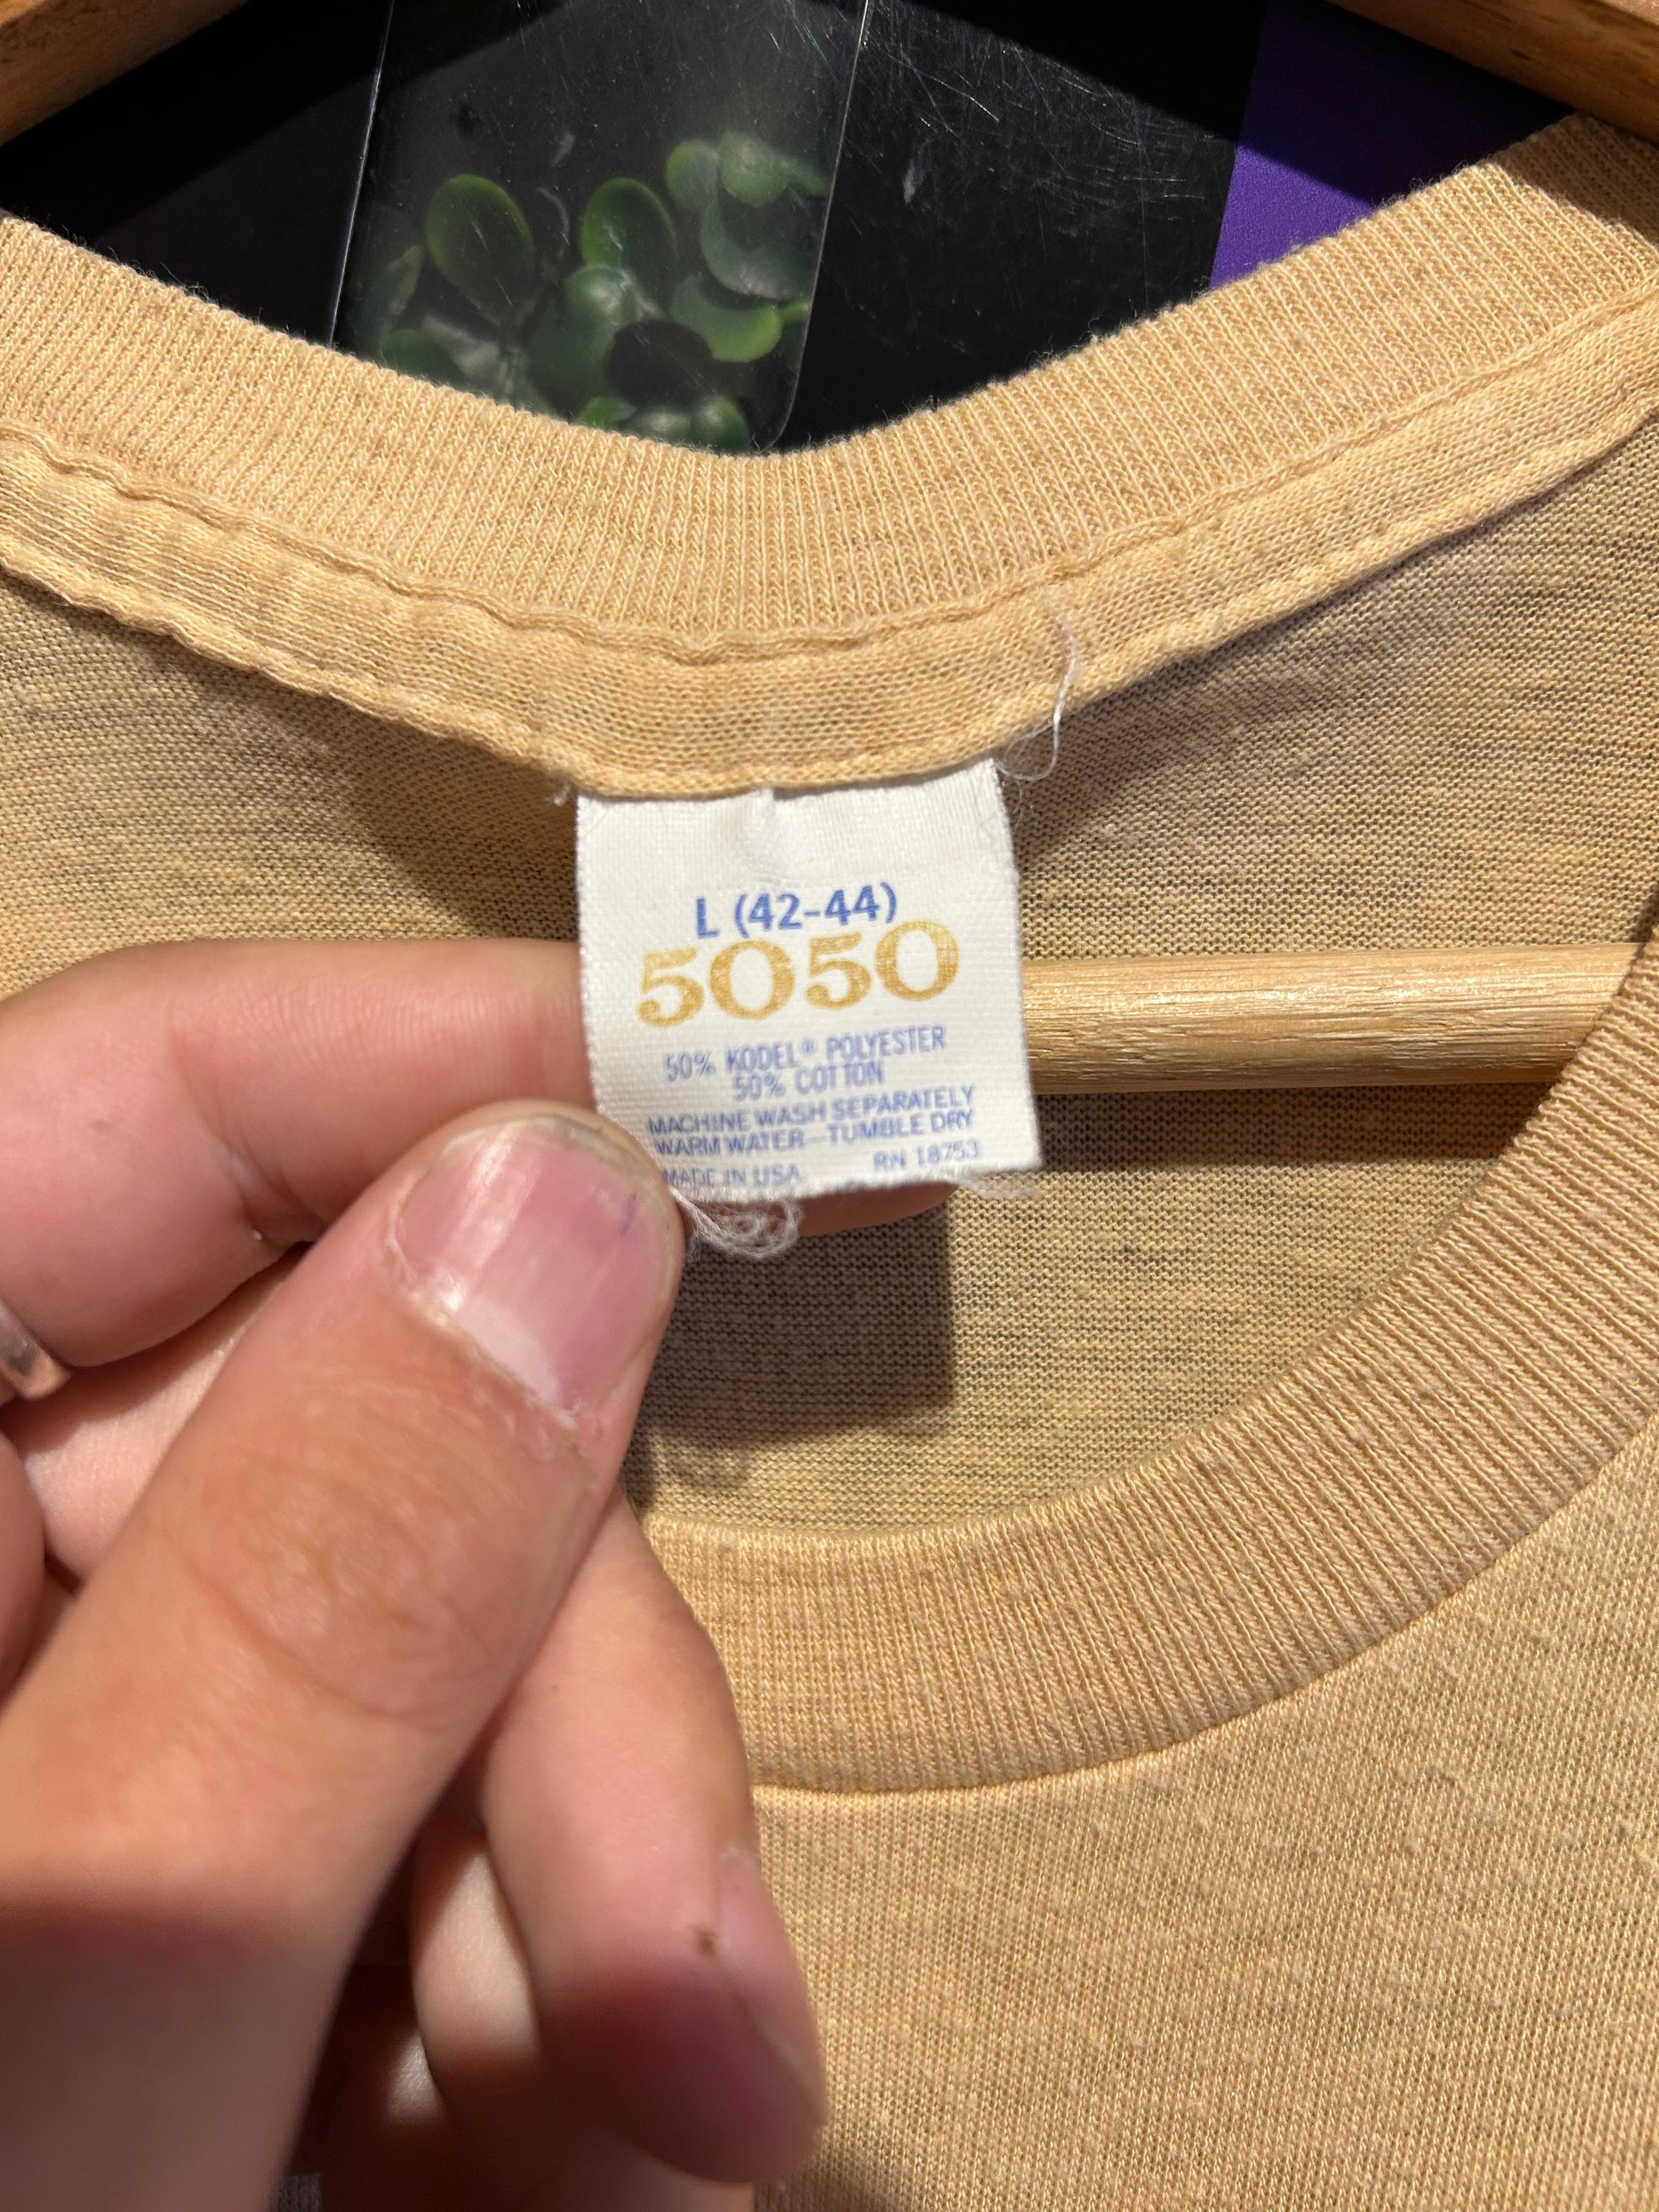 L (42-44)
5050
50% KODEL® POLYESTER
50% COTTON
MACHINE WASH SEPARATELY
WARM WATER—TUMBLE DRY
MADE IN USA RN 18753